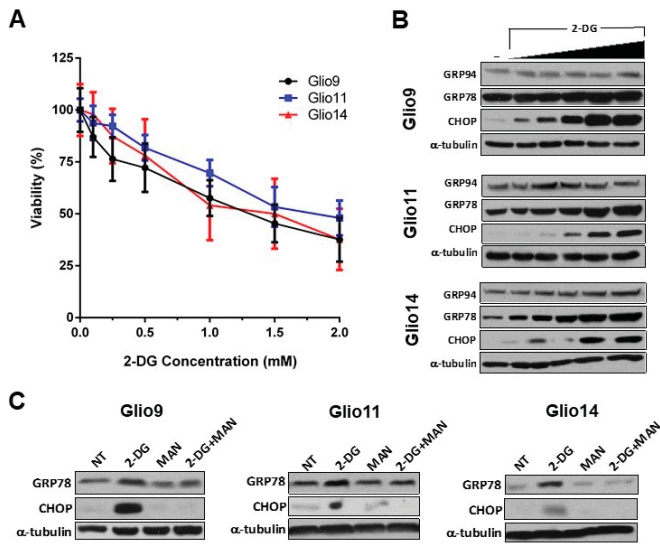 A
125
100
75
50
25
0
Viability (%)
0.0 0.1 0.5 1.0 1.5 2.0
2-DG Concentration (mM)
Glio9
Glio11
Glio14
B
2-DG
–
Glio9
GRP94
GRP78
CHOP
α-tubulin
Glio11
GRP94
GRP78
CHOP
α-tubulin
Glio14
GRP94
GRP78
CHOP
α-tubulin
C
Glio9
NT 2-DG MAN 2-DG+MAN
GRP78
CHOP
α-tubulin
Glio11
NT 2-DG MAN 2-DG+MAN
GRP78
CHOP
α-tubulin
Glio14
NT 2-DG MAN 2-DG+MAN
GRP78
CHOP
α-tubulin